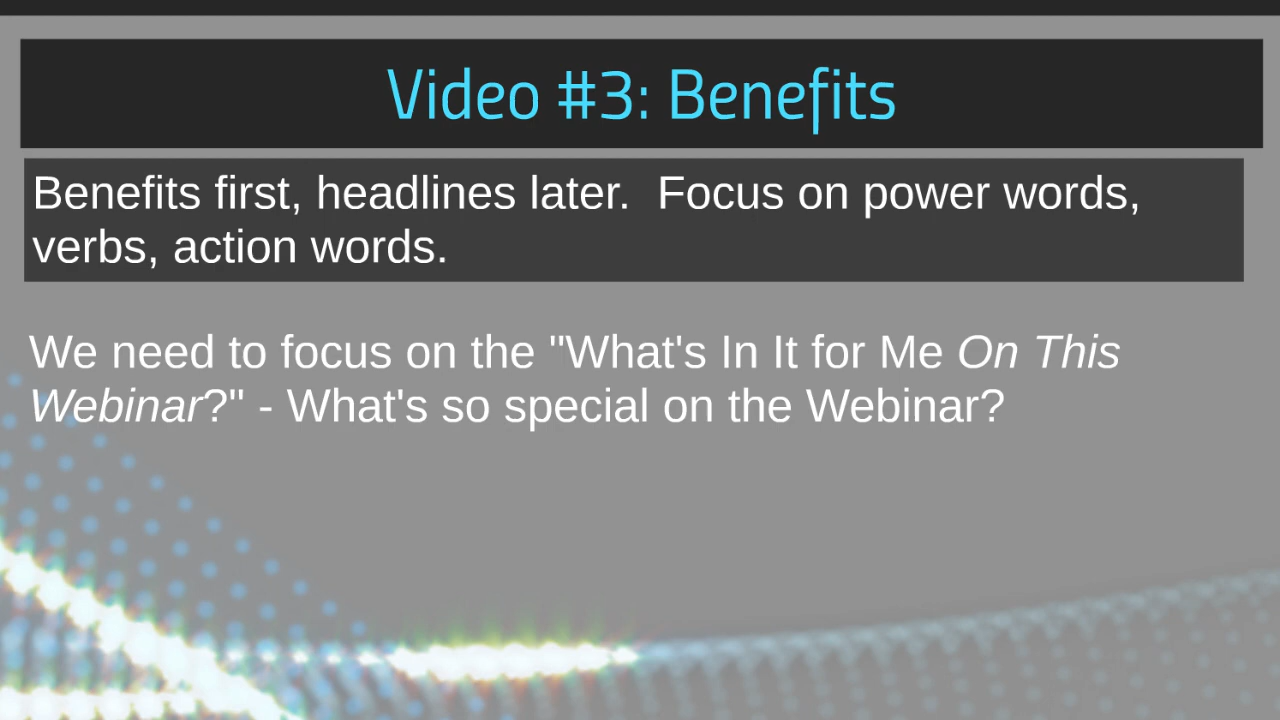 Video #3: Benefits
Benefits first, headlines later.  Focus on power words,
verbs, action words.
We need to focus on the "What's In It for Me On This
Webinar?" - What's so special on the Webinar?